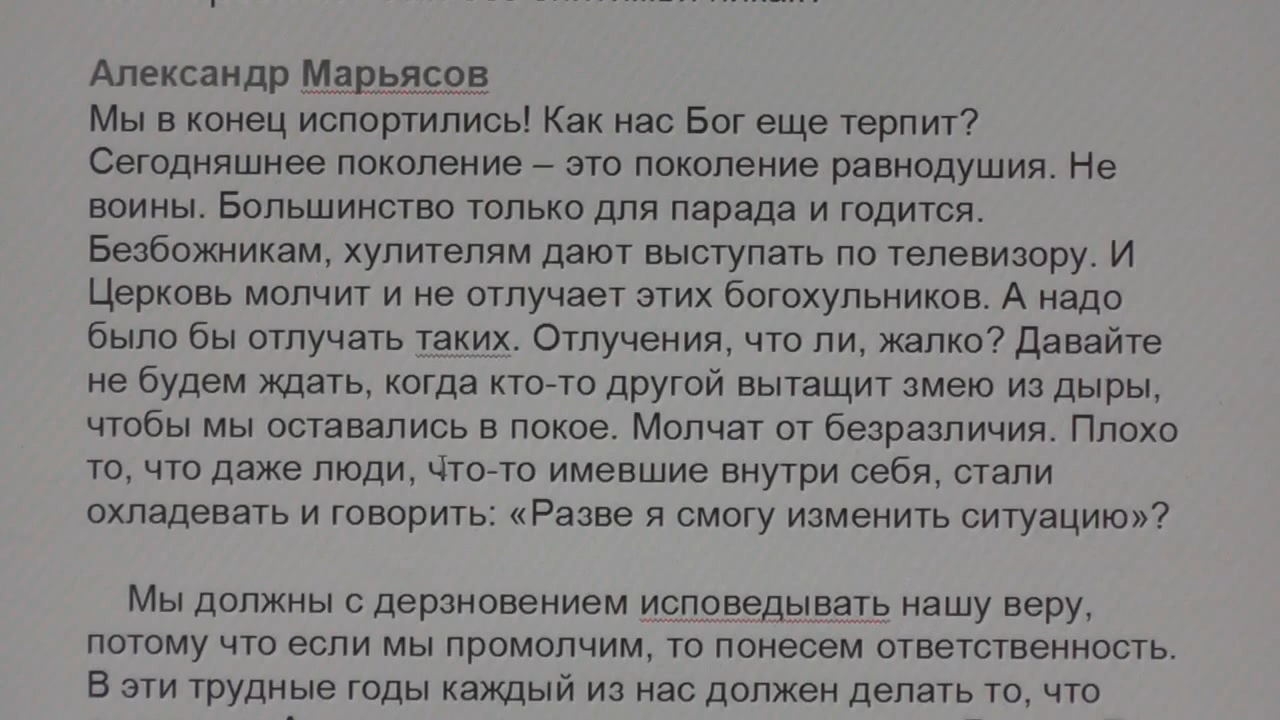 Александр Марьясов
Мы в конец испортились! Как нас Бог еще терпит?
Сегодняшнее поколение – это поколение равнодушия. Не
воины. Большинство только для парада и годится.
Безбожникам, хулителям дают выступать по телевизору. И
Церковь молчит и не отлучает этих богохульников. А надо
было бы отлучать таких. Отлучения, что ли, жалко? Давайте
не будем ждать, когда кто-то другой вытащит змею из дыры,
чтобы мы оставались в покое. Молчат от безразличия. Плохо
то, что даже люди, что-то имевшие внутри себя, стали
охладевать и говорить: «Разве я смогу изменить ситуацию»?
Мы должны с дерзновением исповедывать нашу веру,
потому что если мы промолчим, то понесем ответственность.
В эти трудные годы каждый из нас должен делать то, что